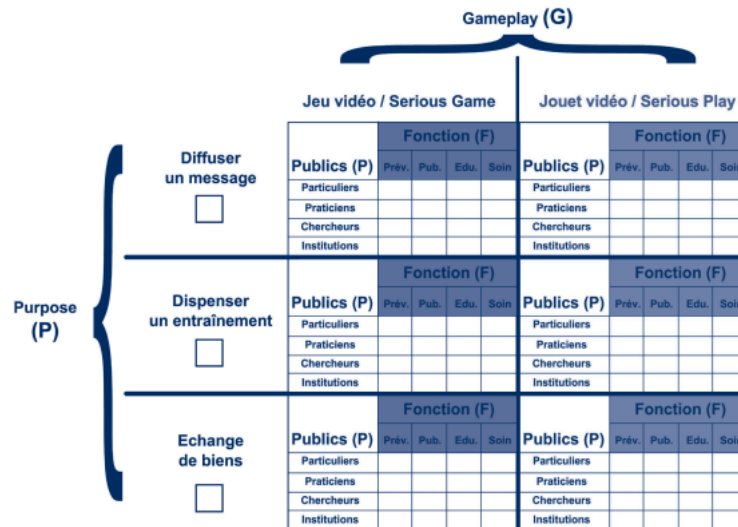 Gameplay (G)
Jeu vidéo / Serious Game
Jouet vidéo / Serious Play
Purpose
(P)
Diffuser
un message
Publics (P)
Fonction (F)
Prév. Pub. Edu. Soin
Particuliers
Praticiens
Chercheurs
Institutions
Publics (P)
Fonction (F)
Prév. Pub. Edu. Soin
Particuliers
Praticiens
Chercheurs
Institutions
Dispenser
un entraînement
Publics (P)
Fonction (F)
Prév. Pub. Edu. Soin
Particuliers
Praticiens
Chercheurs
Institutions
Publics (P)
Fonction (F)
Prév. Pub. Edu. Soin
Particuliers
Praticiens
Chercheurs
Institutions
Echange
de biens
Publics (P)
Fonction (F)
Prév. Pub. Edu. Soin
Particuliers
Praticiens
Chercheurs
Institutions
Publics (P)
Fonction (F)
Prév. Pub. Edu. Soin
Particuliers
Praticiens
Chercheurs
Institutions